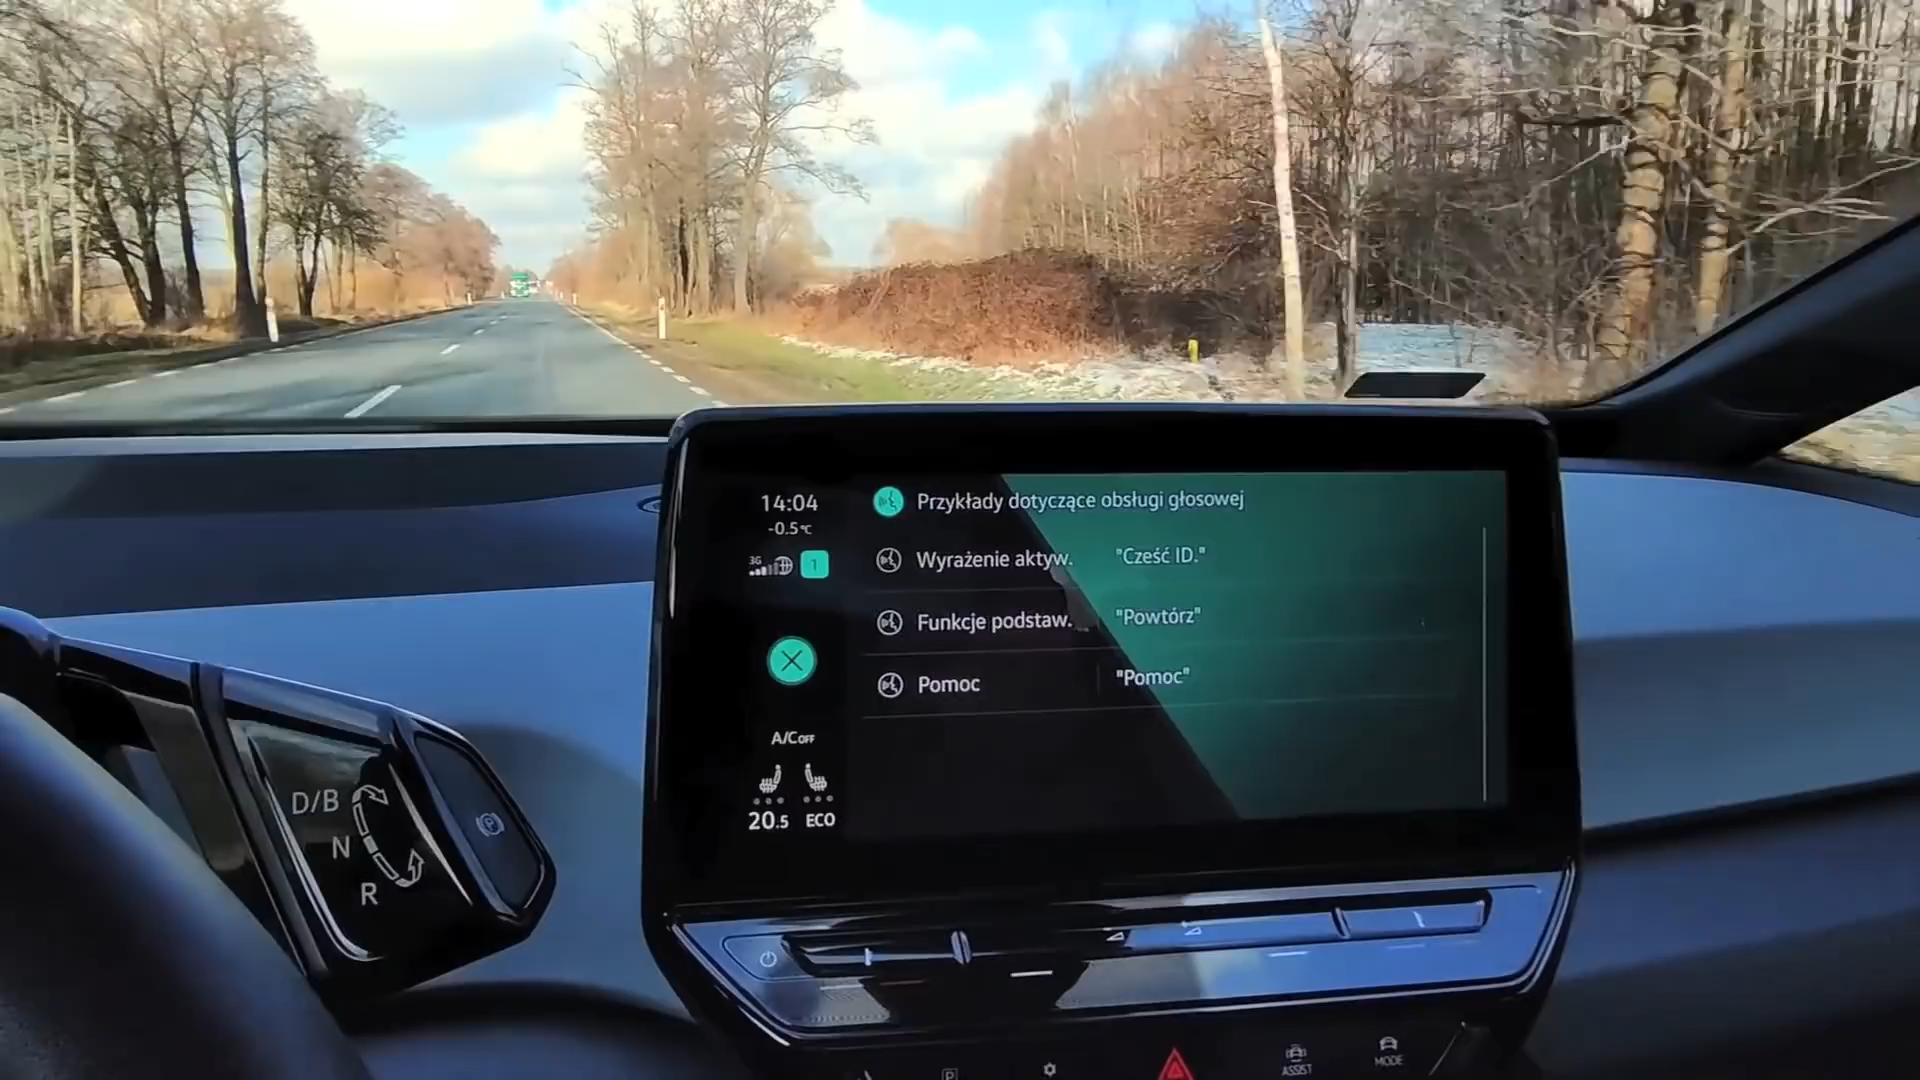 14:04
-0.5°C
3G
1
A/C OFF
20.5 ECO
Przykłady dotyczące obsługi głosowej
Wyrażenie aktyw. "Cześć ID."
Funkcje podstaw. "Powtórz"
Pomoc "Pomoc"
D/B
N
R
P
P
ASSIST
MODE